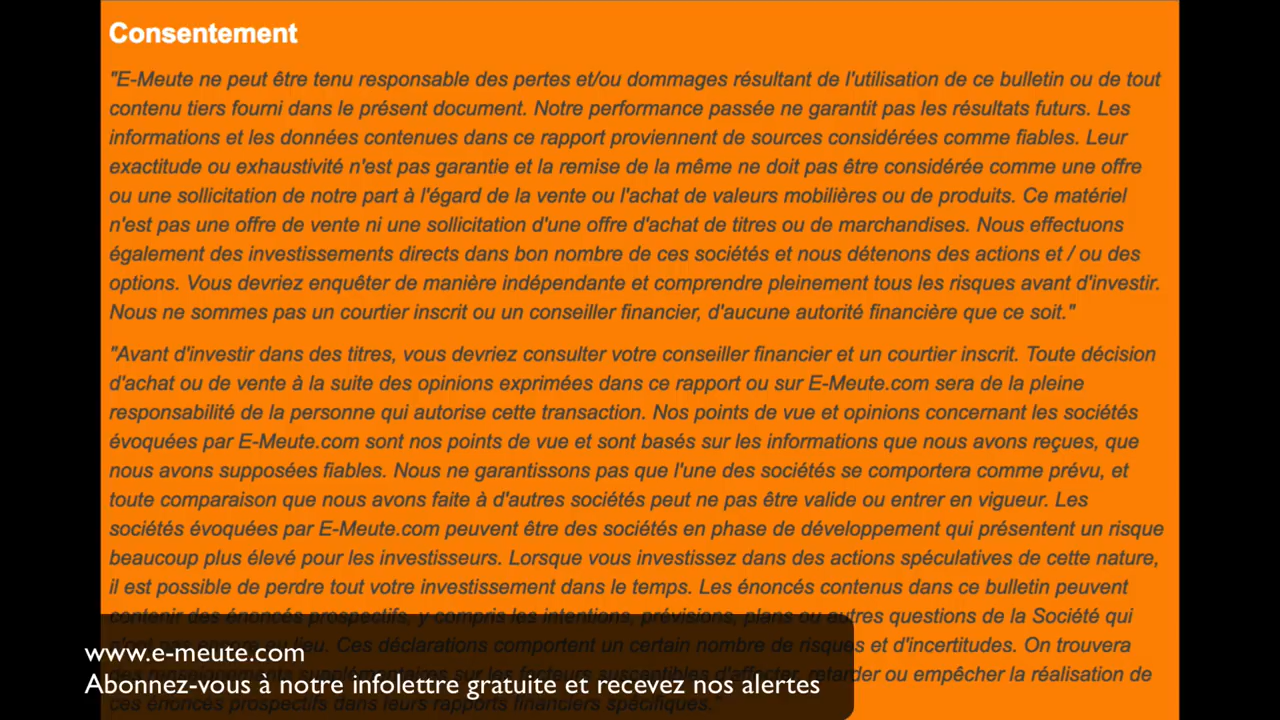 Consentement
"E-Meute ne peut être tenu responsable des pertes et/ou dommages résultant de l'utilisation de ce bulletin ou de tout
contenu tiers fourni dans le présent document. Notre performance passée ne garantit pas les résultats futurs. Les
informations et les données contenues dans ce rapport proviennent de sources considérées comme fiables. Leur
exactitude ou exhaustivité n'est pas garantie et la remise de la même ne doit pas être considérée comme une offre
ou une sollicitation de notre part à l'égard de la vente ou l'achat de valeurs mobilières ou de produits. Ce matériel
n'est pas une offre de vente ni une sollicitation d'une offre d'achat de titres ou de marchandises. Nous effectuons
également des investissements directs dans bon nombre de ces sociétés et nous détenons des actions et / ou des
options. Vous devriez enquêter de manière indépendante et comprendre pleinement tous les risques avant d'investir.
Nous ne sommes pas un courtier inscrit ou un conseiller financier, d'aucune autorité financière que ce soit."
"Avant d'investir dans des titres, vous devriez consulter votre conseiller financier et un courtier inscrit. Toute décision
d'achat ou de vente à la suite des opinions exprimées dans ce rapport ou sur E-Meute.com sera de la pleine
responsabilité de la personne qui autorise cette transaction. Nos points de vue et opinions concernant les sociétés
évoquées par E-Meute.com sont nos points de vue et sont basés sur les informations que nous avons reçues, que
nous avons supposées fiables. Nous ne garantissons pas que l'une des sociétés se comportera comme prévu, et
toute comparaison que nous avons faite à d'autres sociétés peut ne pas être valide ou entrer en vigueur. Les
sociétés évoquées par E-Meute.com peuvent être des sociétés en phase de développement qui présentent un risque
beaucoup plus élevé pour les investisseurs. Lorsque vous investissez dans des actions spéculatives de cette nature,
il est possible de perdre tout votre investissement dans le temps. Les énoncés contenus dans ce bulletin peuvent
contenir des énoncés prospectifs, y compris les intentions, prévisions, plans ou autres questions de la Société qui
lieu. Ces déclarations comportent un certain nombre de risques et d'incertitudes. On trouvera
supplémentaires sur les facteurs susceptibles d'affecter, retarder ou empêcher la réalisation de
ces énoncés prospectifs dans leurs rapports financiers spécifiques."
www.e-meute.com
Abonnez-vous à notre infolettre gratuite et recevez nos alertes